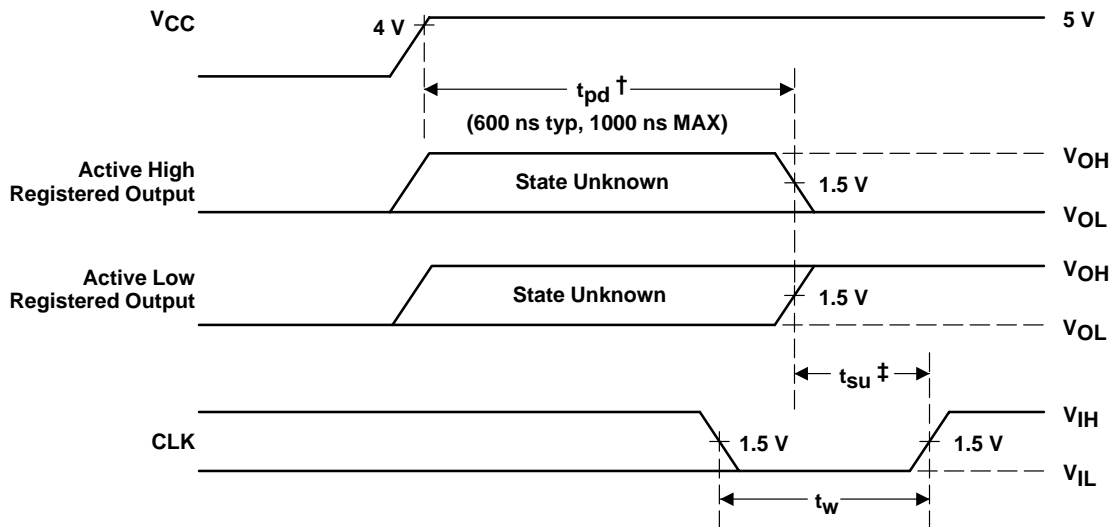 VCC
4 V
5 V
tpd †
(600 ns typ, 1000 ns MAX)
Active High
Registered Output
State Unknown
1.5 V
VOH
VOL
Active Low
Registered Output
State Unknown
1.5 V
VOH
VOL
tsu ‡
CLK
1.5 V
1.5 V
VIH
VIL
tw